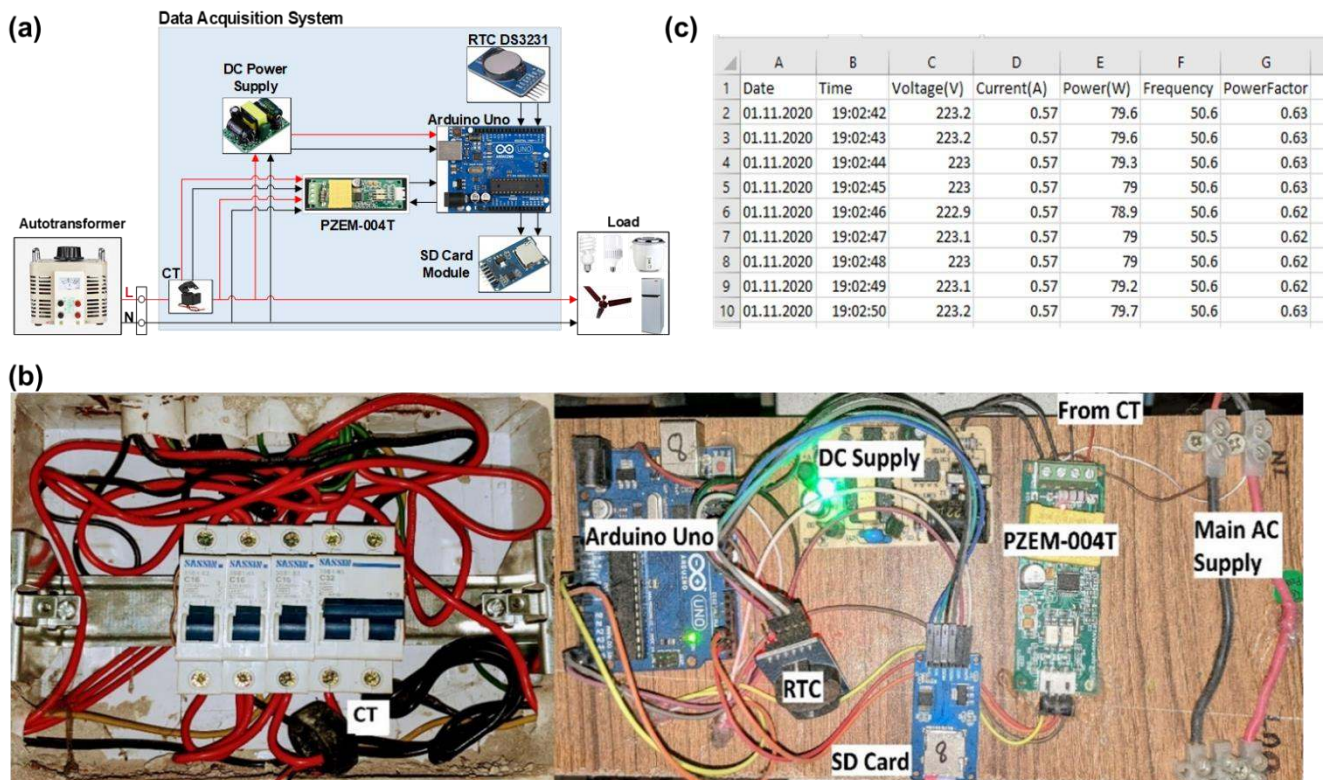 (a)
Data Acquisition System
RTC DS3231
DC Power
Supply
Arduino Uno
UNO
PZEM-004T
Autotransformer
SD Card
Module
Load
CT
L
N
(c)
A B C D E F G
1 Date Time Voltage(V) Current(A) Power(W) Frequency PowerFactor
2 01.11.2020 19:02:42 223.2 0.57 79.6 50.6 0.63
3 01.11.2020 19:02:43 223.2 0.57 79.6 50.6 0.63
4 01.11.2020 19:02:44 223 0.57 79.3 50.6 0.63
5 01.11.2020 19:02:45 223 0.57 79 50.6 0.63
6 01.11.2020 19:02:46 222.9 0.57 78.9 50.6 0.62
7 01.11.2020 19:02:47 223.1 0.57 79 50.5 0.62
8 01.11.2020 19:02:48 223 0.57 79 50.6 0.62
9 01.11.2020 19:02:49 223.1 0.57 79.2 50.6 0.62
10 01.11.2020 19:02:50 223.2 0.57 79.7 50.6 0.63
(b)
SASSIN
C16
SASSIN
C16
SASSIN
C16
SASSIN
C32
CT
8
From CT
DC Supply
IN
Arduino Uno
UNO
PZEM-004T
Main AC
Supply
RTC
SD Card
8
OUT